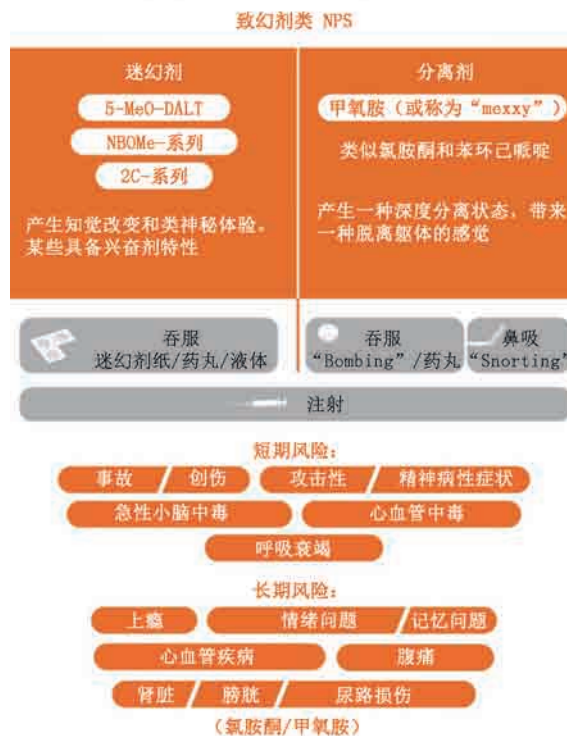 致幻剂类 NPS
迷幻剂
5-MeO-DALT
NBOMe-系列
2C-系列
产生知觉改变和类神秘体验。
某些具备兴奋剂特性
分离剂
甲氧胺（或称为“mexxy”）
类似氯胺酮和苯环己哌啶
产生一种深度分离状态，带来
一种脱离躯体的感觉
吞服
迷幻剂纸/药丸/液体
吞服
“Bombing”/药丸
鼻吸
“Snorting”
注射
短期风险：
事故 / 创伤 攻击性 / 精神病性症状
急性小脑中毒 心血管中毒
呼吸衰竭
长期风险：
上瘾 情绪问题 / 记忆问题
心血管疾病 腹痛
肾脏 / 膀胱 / 尿路损伤
（氯胺酮/甲氧胺）